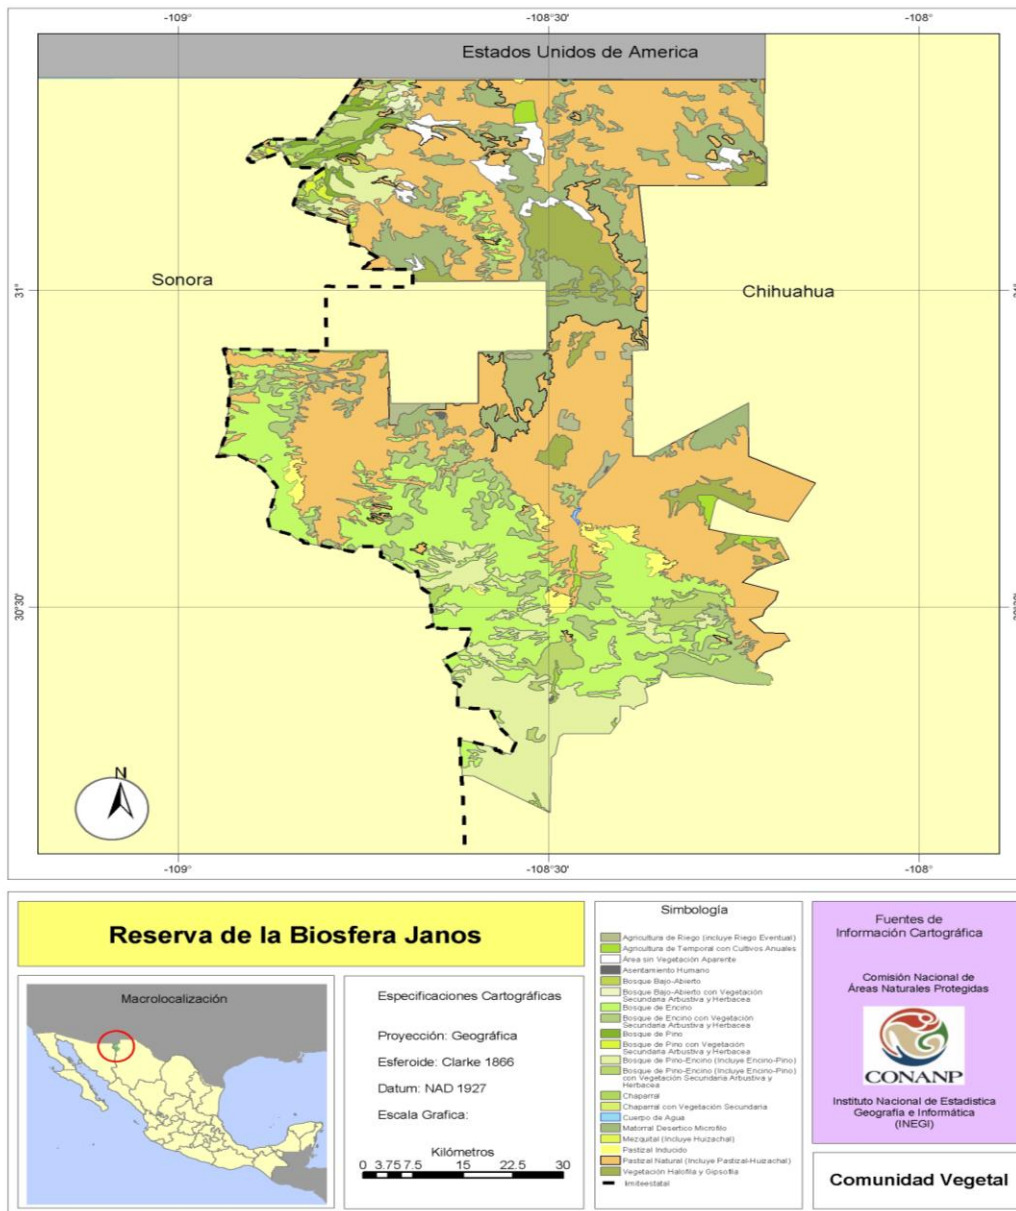 -109° -108°30' -108°
Estados Unidos de America
Sonora
Chihuahua
31°
30°30'
N
-109° -108°30' -108°
Reserva de la Biosfera Janos
Macrolocalización
Especificaciones Cartográficas
Proyección: Geográfica
Esferoide: Clarke 1866
Datum: NAD 1927
Escala Grafica:
Kilómetros
0 3.75 7.5 15 22.5 30
Simbología
Agricultura de Riego (incluye Riego Eventual)
Agricultura de Temporal con Cultivos Anuales
Área sin Vegetación Aparente
Asentamiento Humano
Bosque Bajo-Abierto
Bosque Bajo-Abierto con Vegetación
Secundaria Arbustiva y Herbacea
Bosque de Encino
Bosque de Encino con Vegetación
Secundaria Arbustiva y Herbacea
Bosque de Pino
Bosque de Pino con Vegetación
Secundaria Arbustiva y Herbacea
Bosque de Pino-Encino (Incluye Encino-Pino)
Bosque de Pino-Encino (Incluye Encino-Pino)
con Vegetación Secundaria Arbustiva y
Herbacea
Chaparral
Chaparral con Vegetación Secundaria
Cuerpo de Agua
Matorral Desertico Microfilo
Mezquital (Incluye Huizachal)
Pastizal Inducido
Pastizal Natural (Incluye Pastizal-Huizachal)
Vegetación Halofila y Gipsofila
limiteestatal
Fuentes de
Información Cartográfica
Comisión Nacional de
Áreas Naturales Protegidas
CONANP
Instituto Nacional de Estadistica
Geografía e Informática
(INEGI)
Comunidad Vegetal